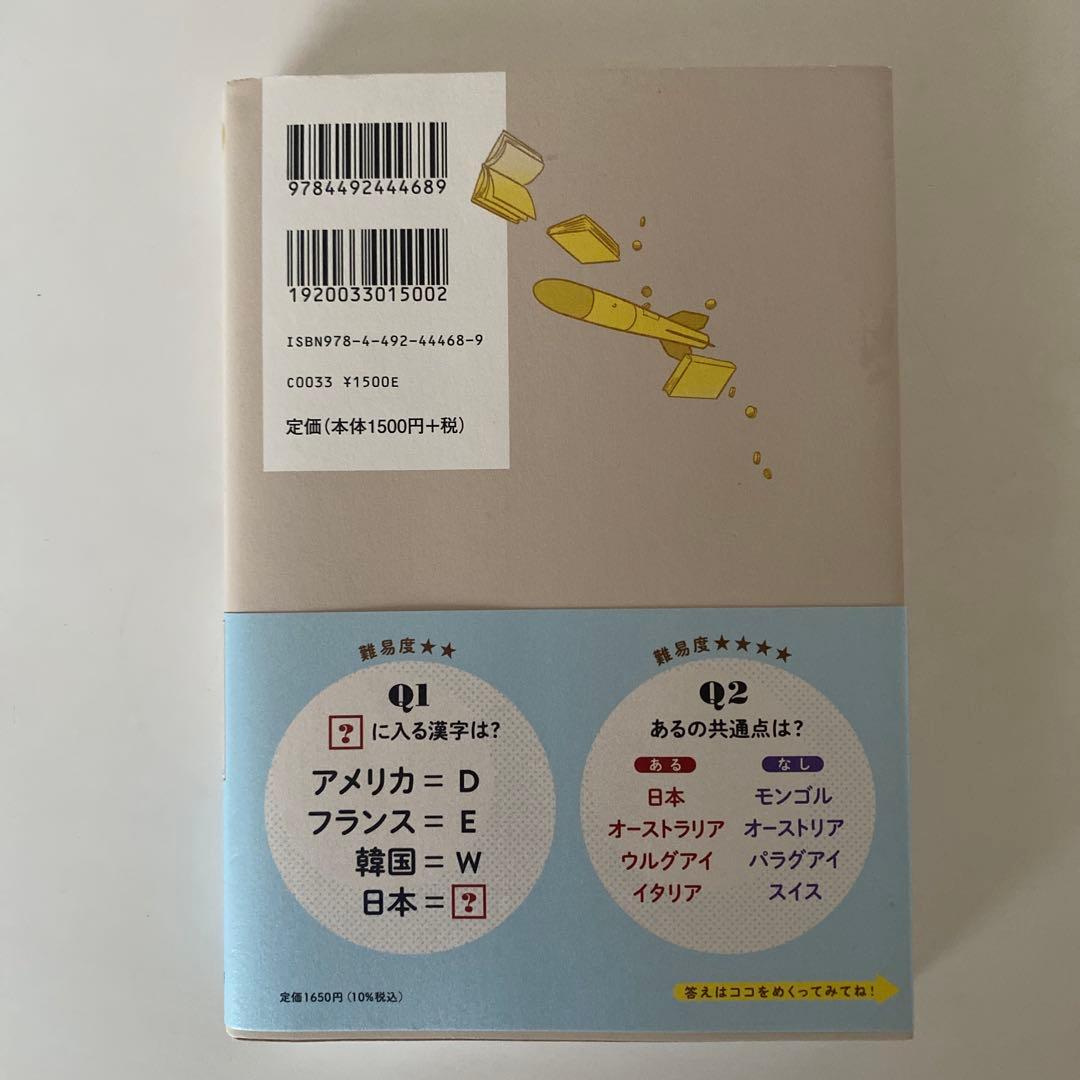 9784492444689
1920033015002
ISBN978-4-492-44468-9
C0033 ¥1500E
定価(本体1500円+税)
難易度★★
Q1
?に入る漢字は?
アメリカ=D
フランス=E
韓国=W
日本=?
難易度★★★★
Q2
あるの共通点は?
ある なし
日本 モンゴル
オーストラリア オーストリア
ウルグアイ パラグアイ
イタリア スイス
定価1650円(10%税込)
答えはココをめくってみてね!